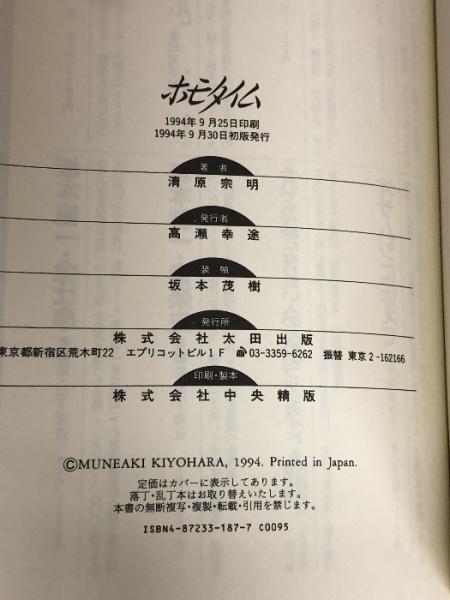 ホモタイム
1994年9月25日印刷
1994年9月30日初版発行
著者
清原宗明
発行者
高瀬幸途
装幀
坂本茂樹
発行所
株式会社太田出版
東京都新宿区荒木町22 エプリコットビル1F ☎03-3359-6262 振替 東京2-162166
印刷・製本
株式会社中央精版
©MUNEAKI KIYOHARA, 1994. Printed in Japan.
定価はカバーに表示してあります。
落丁・乱丁本はお取り替えいたします。
本書の無断複写・複製・転載・引用を禁じます。
ISBN4-87233-187-7 C0095